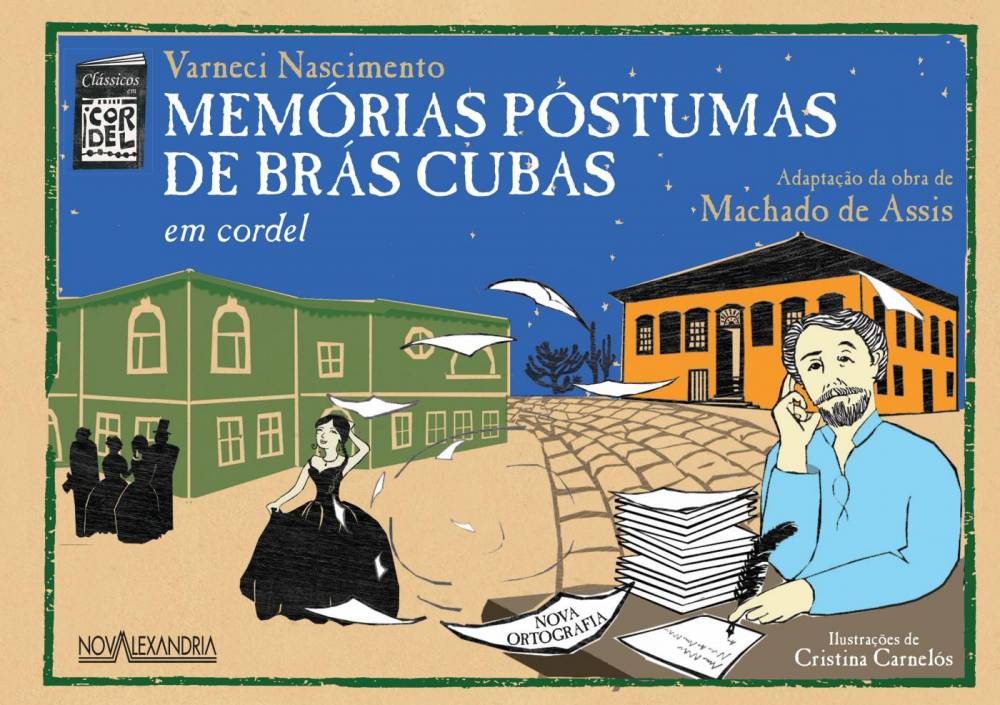 Clássicos
em
CORDEL
Varneci Nascimento
MEMÓRIAS PÓSTUMAS
DE BRÁS CUBAS
em cordel
Adaptação da obra de
Machado de Assis
NOVA
ORTOGRAFIA
NOVALEXANDRIA
Ilustrações de
Cristina Carnelós